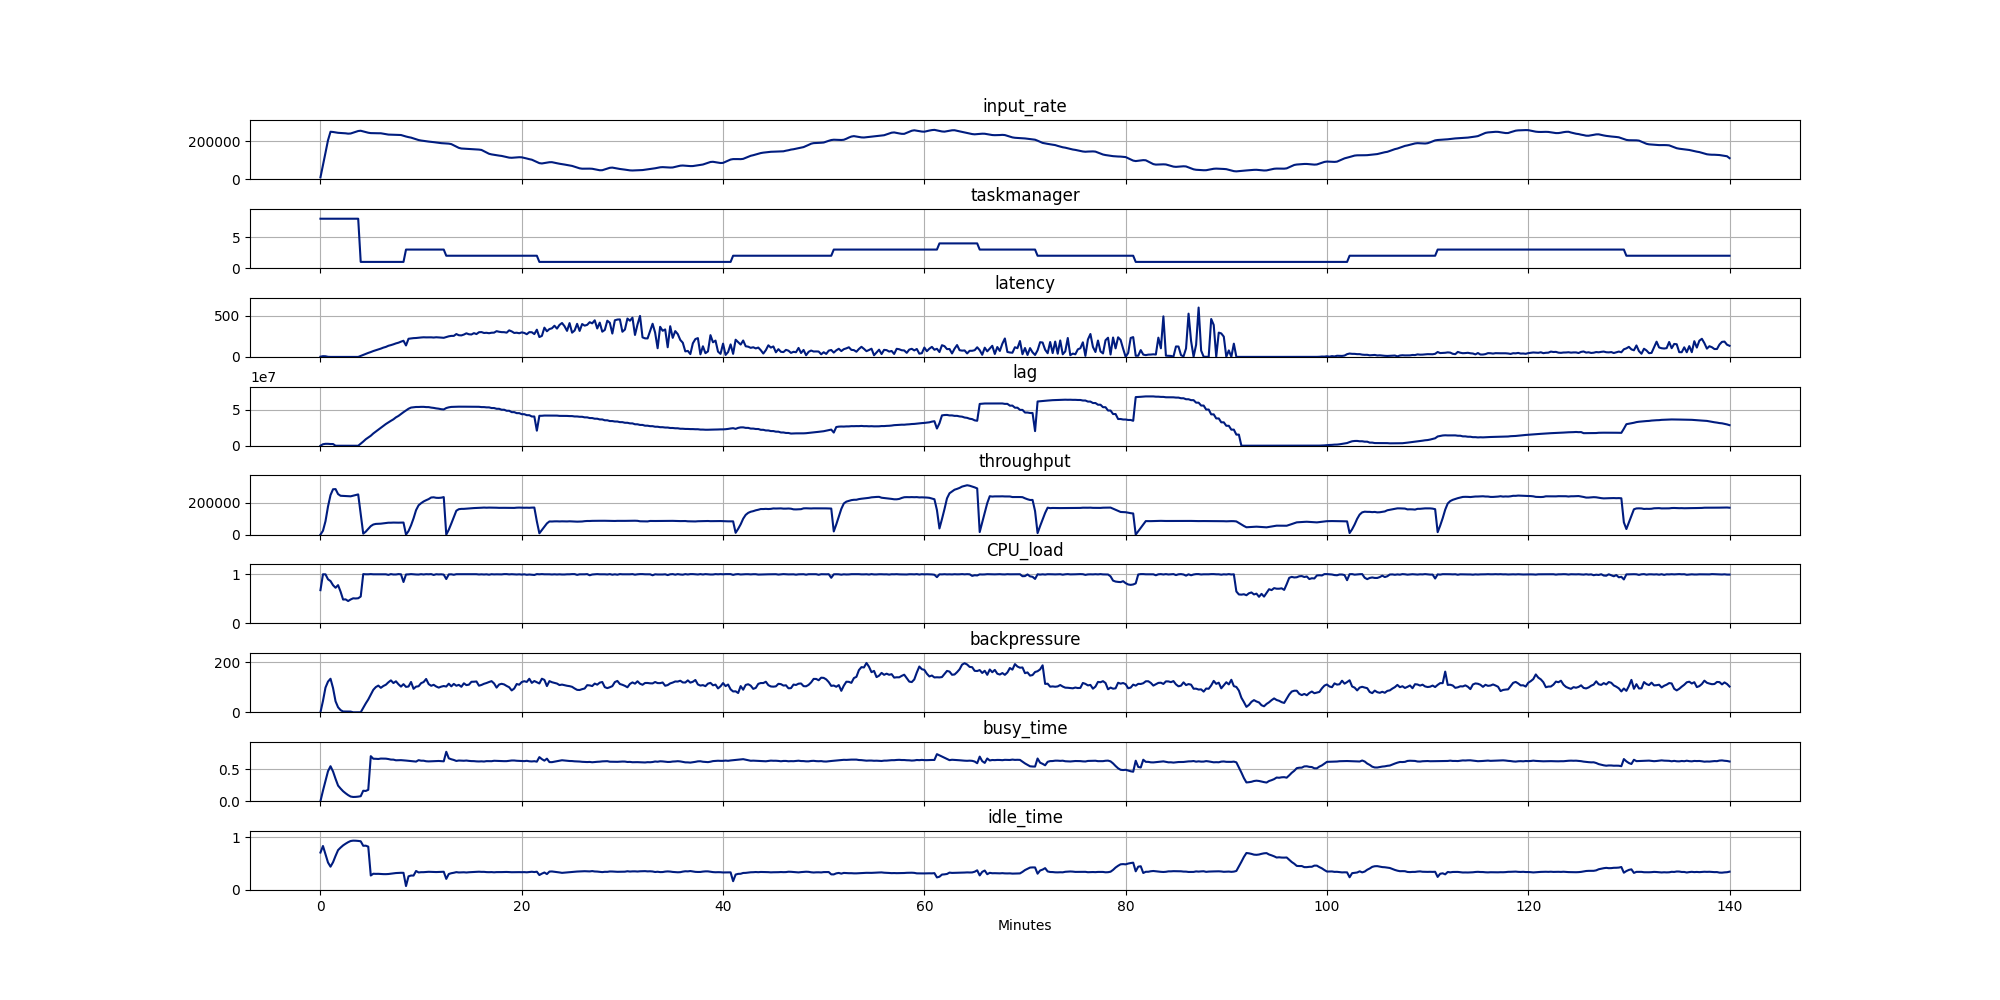 input_rate
200000
0
taskmanager
5
0
latency
500
0
1e7
lag
5
0
throughput
200000
0
CPU_load
1
0
backpressure
200
0
busy_time
0.5
0.0
idle_time
1
0
0 20 40 60 80 100 120 140
Minutes